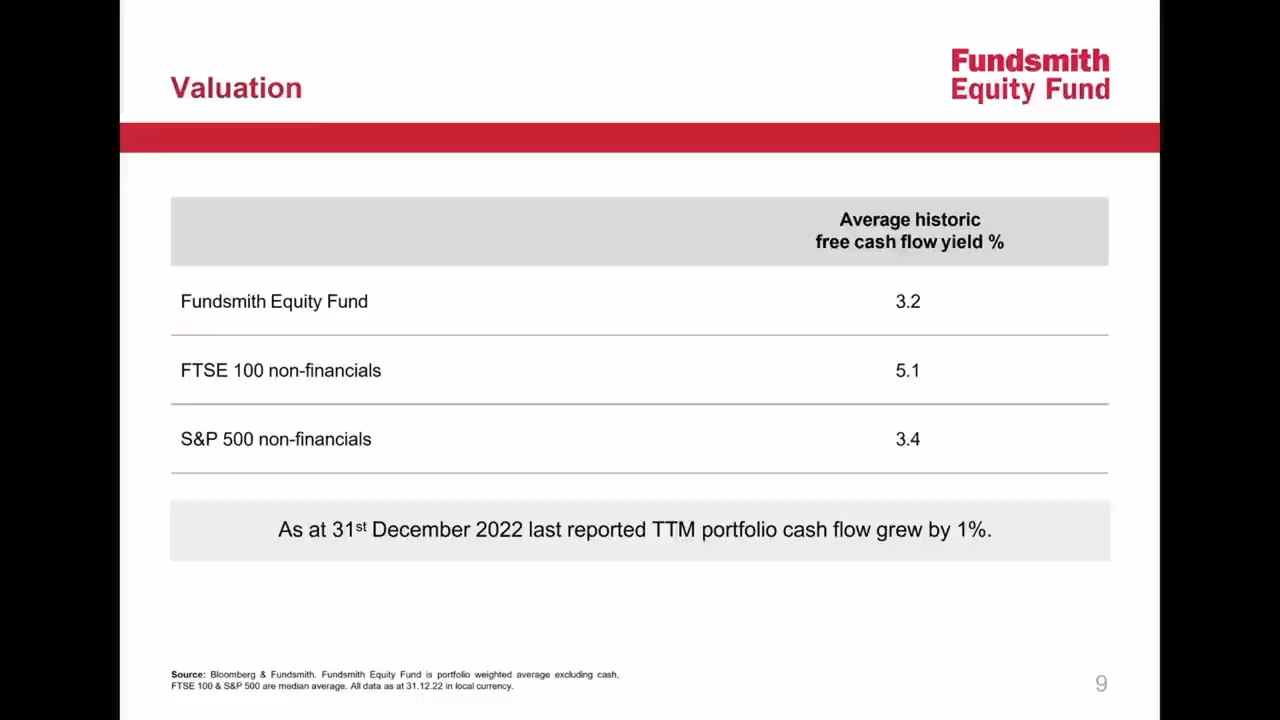 Valuation
Fundsmith
Equity Fund
Average historic
free cash flow yield %
Fundsmith Equity Fund 3.2
FTSE 100 non-financials 5.1
S&P 500 non-financials 3.4
As at 31st December 2022 last reported TTM portfolio cash flow grew by 1%.
Source: Bloomberg & Fundsmith. Fundsmith Equity Fund is portfolio weighted average excluding cash,
FTSE 100 & S&P 500 are median average. All data as at 31.12.22 in local currency.
9